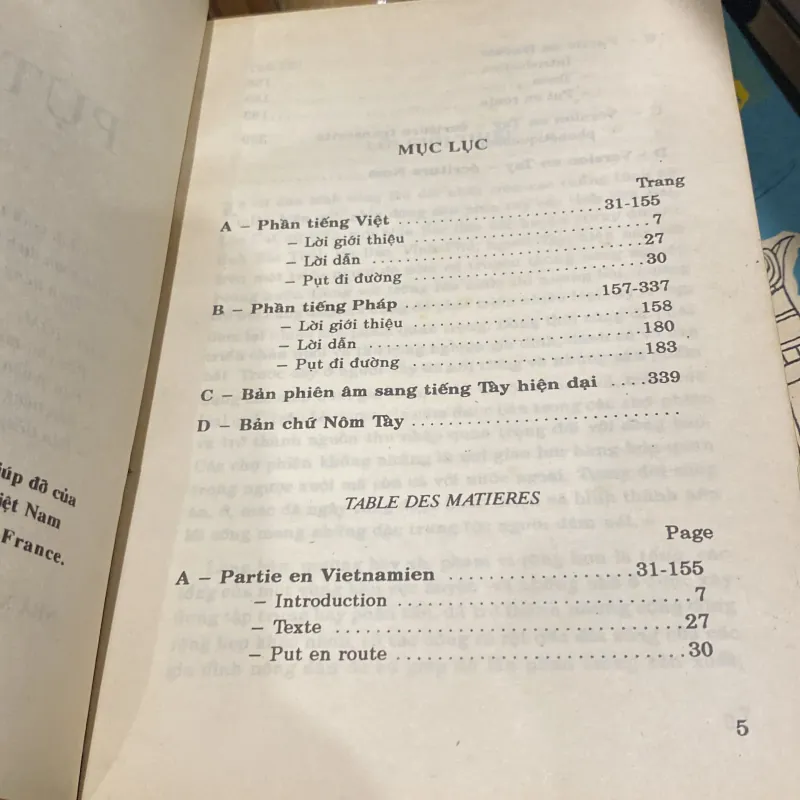 PỤT
iúp đỡ của
iệt Nam
France.
MỤC LỤC
Trang
A – Phần tiếng Việt ........................31-155
– Lời giới thiệu ........................7
– Lời dẫn ........................27
– Pụt đi đường ........................30
B – Phần tiếng Pháp ........................157-337
– Lời giới thiệu ........................158
– Lời dẫn ........................180
– Pụt đi đường ........................183
C – Bản phiên âm sang tiếng Tày hiện dại ....339
D – Bản chữ Nôm Tày ............................
TABLE DES MATIERES
Page
A – Partie en Vietnamien ...................31-155
– Introduction ............................7
– Texte ............................27
– Put en route ............................30
5